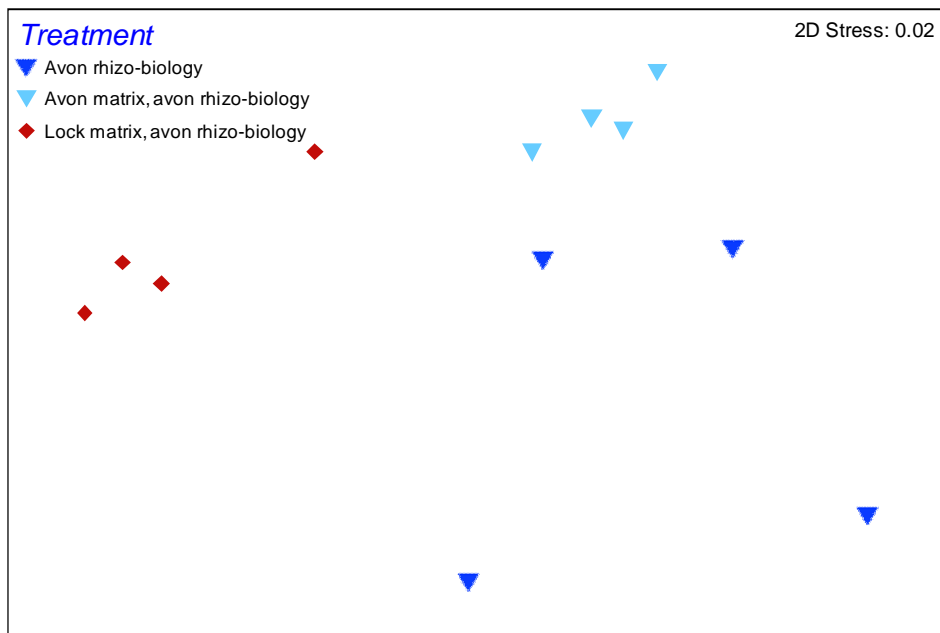 Treatment
2D Stress: 0.02
Avon rhizo-biology
Avon matrix, avon rhizo-biology
Lock matrix, avon rhizo-biology